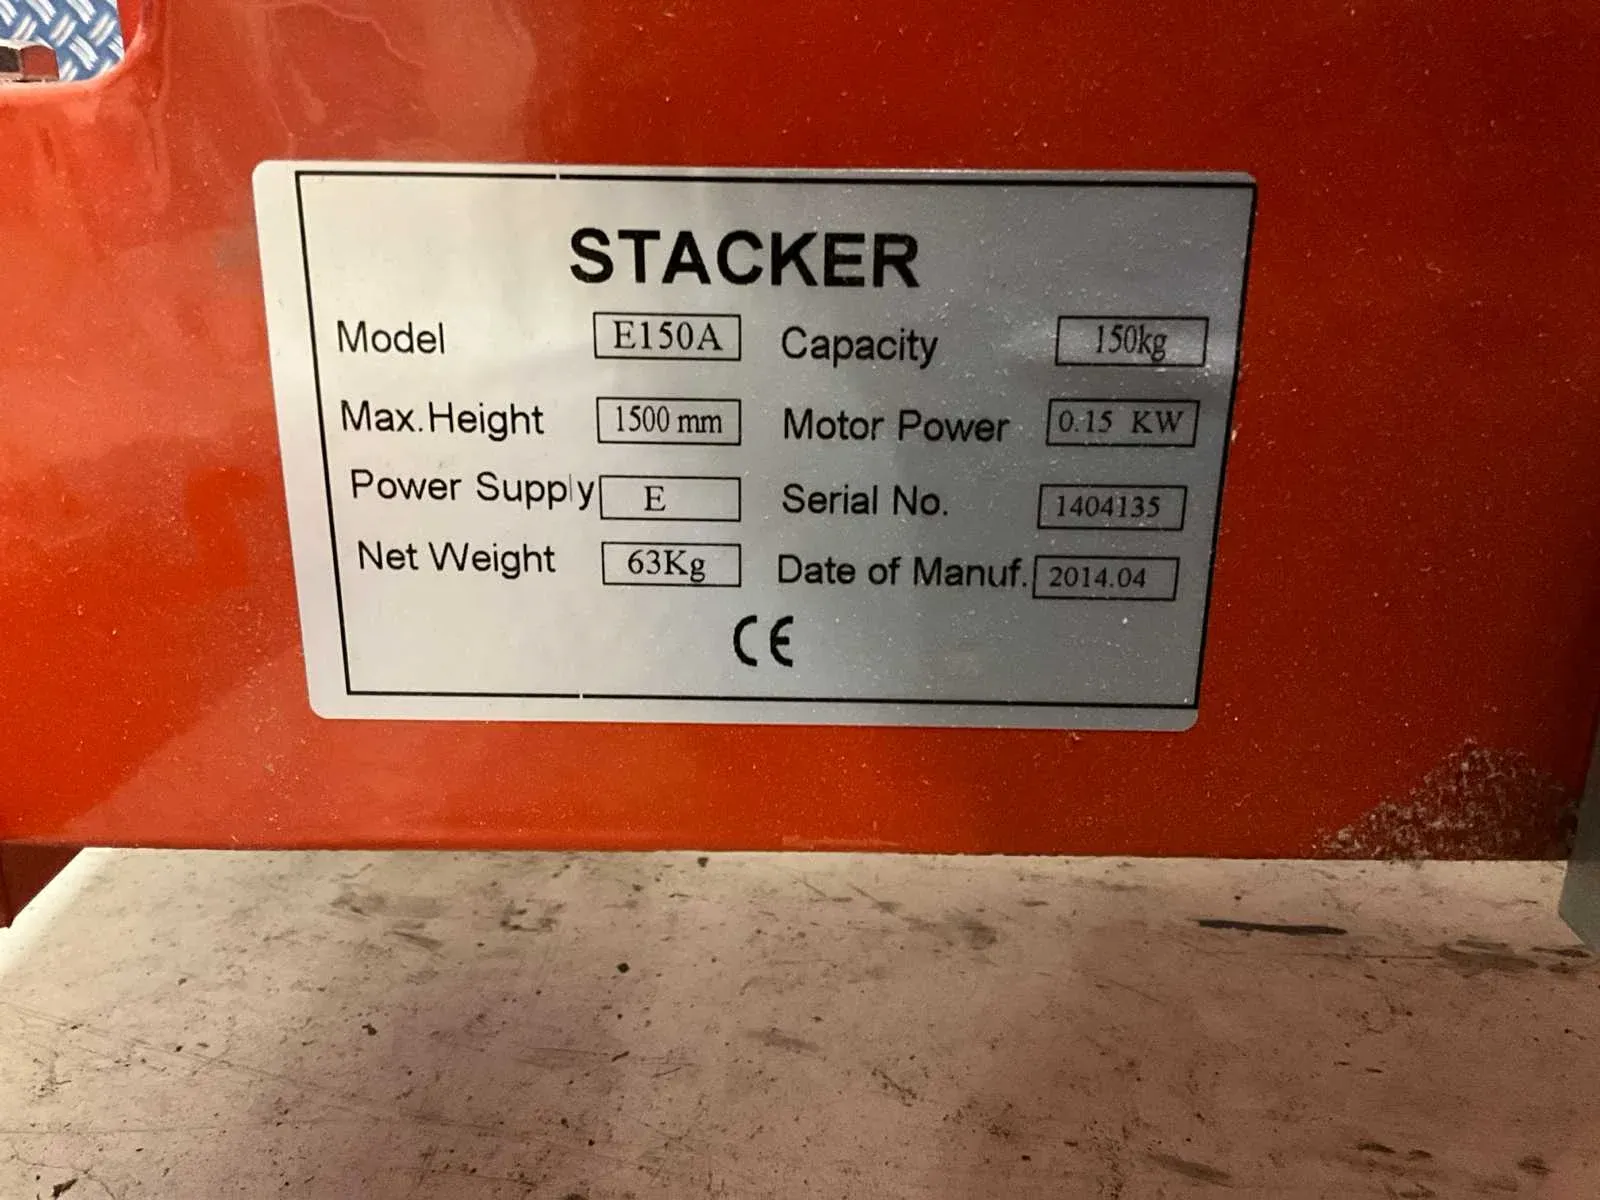 STACKER
Model E150A Capacity 150kg
Max.Height 1500 mm Motor Power 0.15 KW
Power Supply E Serial No. 1404135
Net Weight 63Kg Date of Manuf. 2014.04
CE